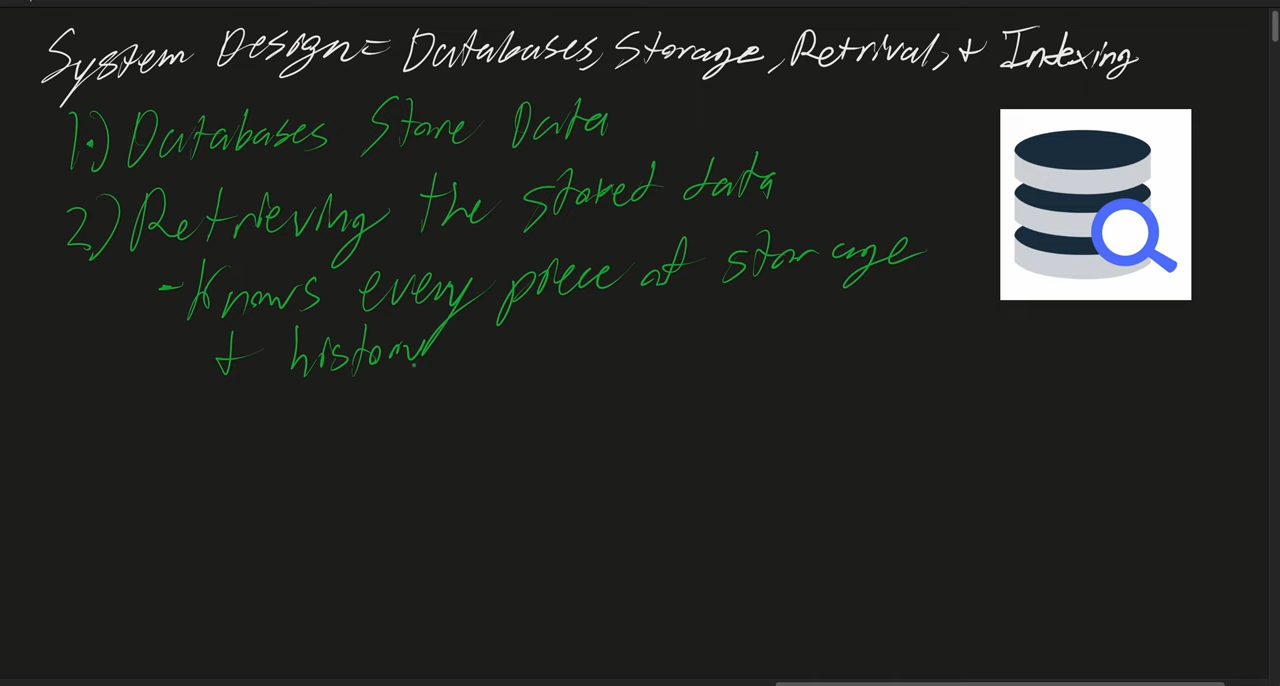 System Design= Databases, Storage, Retrival, + Indexing
1.) Databases Store Data
2.) Retrieving the stored data
- Knows every piece of storage
+ history